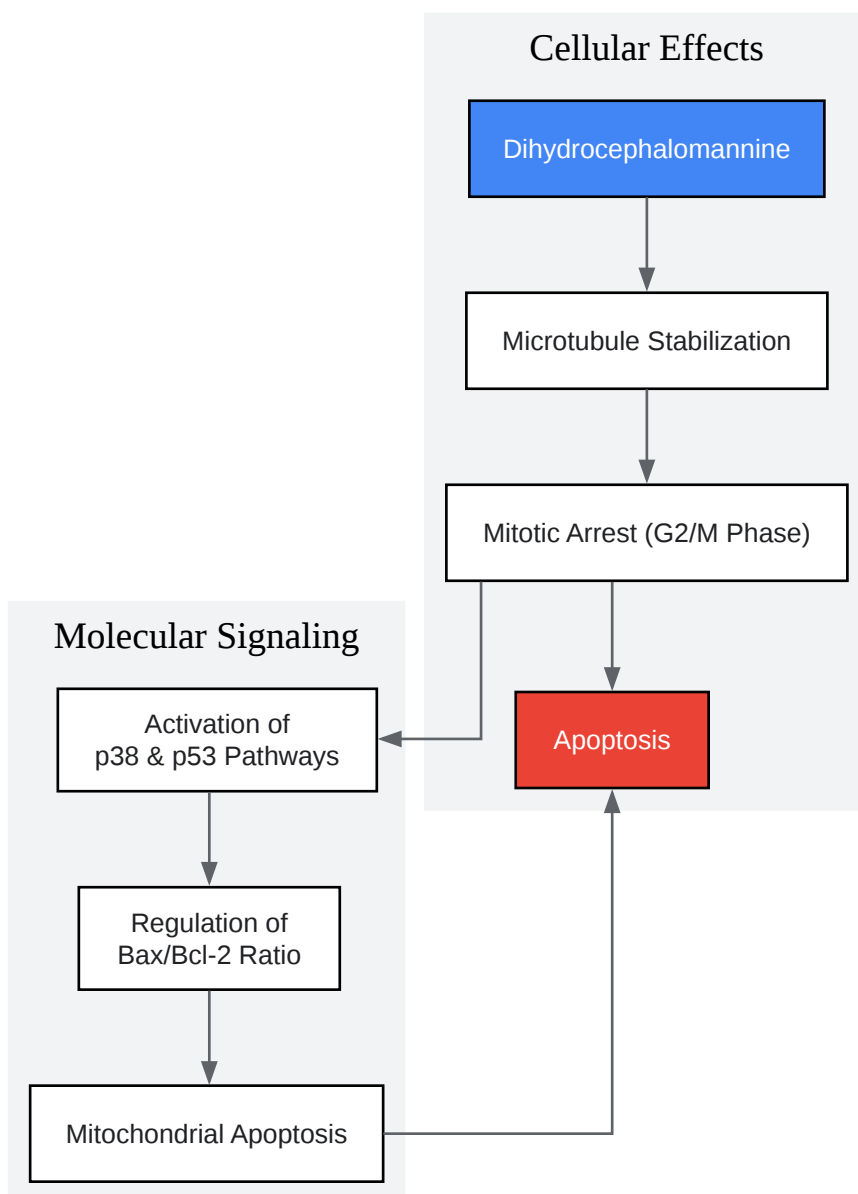 Cellular Effects
Dihydrocephalomannine
Microtubule Stabilization
Mitotic Arrest (G2/M Phase)
Apoptosis
Molecular Signaling
Activation of
p38 & p53 Pathways
Regulation of
Bax/Bcl-2 Ratio
Mitochondrial Apoptosis